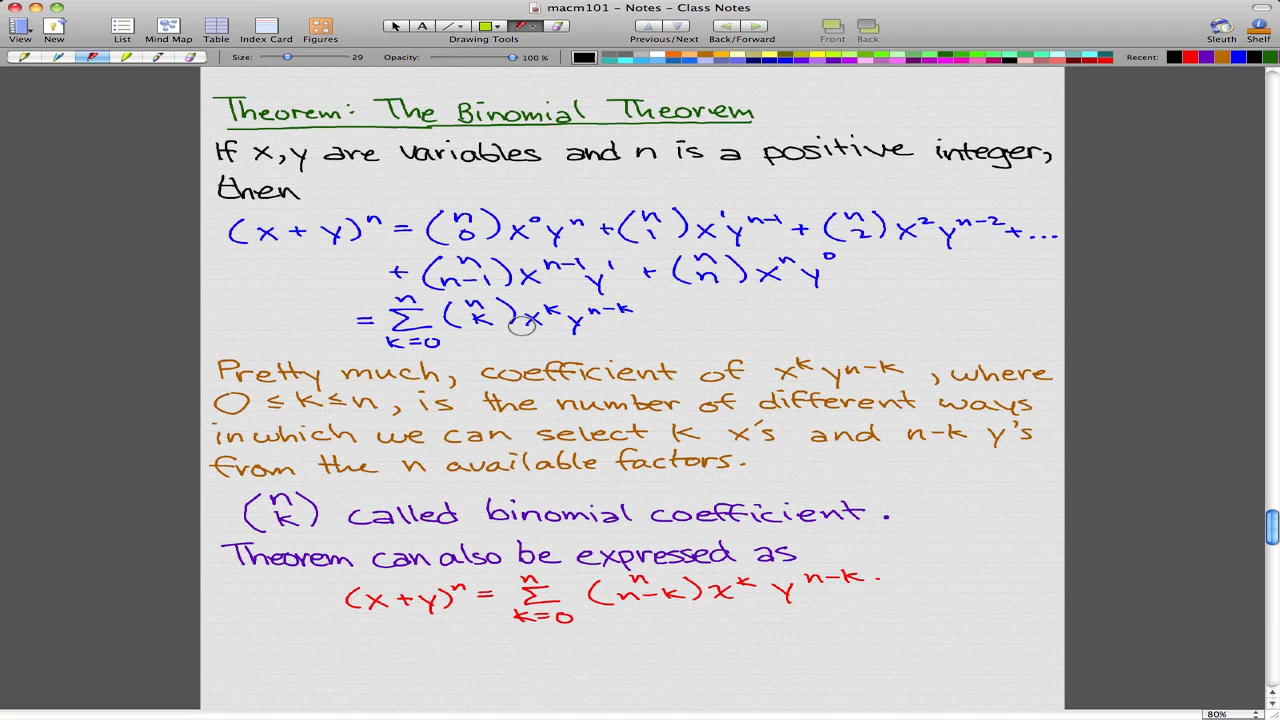 macm101 - Notes - Class Notes
View New List Mind Map Table Index Card Figures Drawing Tools Previous/Next Back/Forward Front Back Sleuth Shelf
Size: 29 Opacity: 100 % Recent:
Theorem: The Binomial Theorem
If x, y are variables and n is a positive integer,
then
(x + y)^n = (n 0) x^0 y^n + (n 1) x^1 y^{n-1} + (n 2) x^2 y^{n-2} + ...
+ (n n-1) x^{n-1} y^1 + (n n) x^n y^0
= Σ_{k=0}^{n} (n k) x^k y^{n-k}
Pretty much, coefficient of x^k y^{n-k}, where
0 ≤ k ≤ n, is the number of different ways
in which we can select k x's and n-k y's
from the n available factors.
(n k) called binomial coefficient.
Theorem can also be expressed as
(x + y)^n = Σ_{k=0}^{n} (n n-k) x^k y^{n-k}.
80%